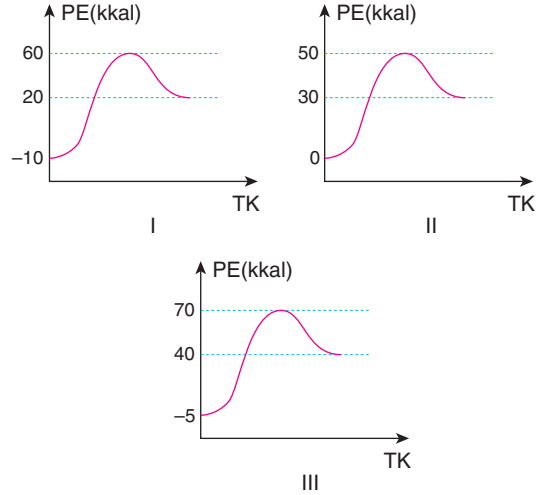 PE(kkal)
60
20
–10
TK
I
PE(kkal)
50
30
0
TK
II
PE(kkal)
70
40
–5
TK
III